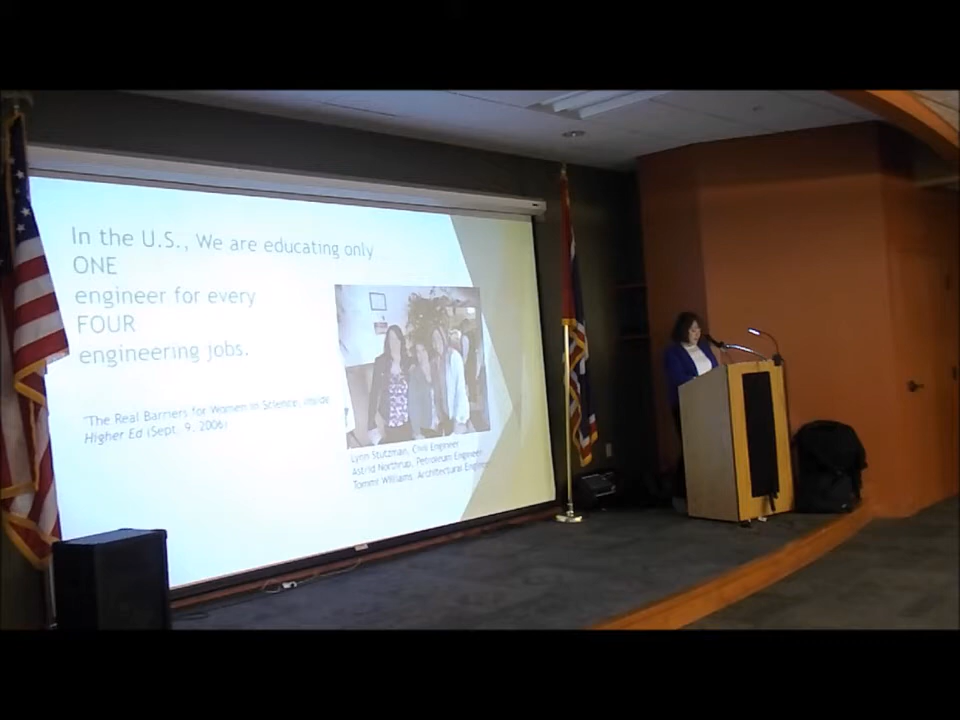 In the U.S., We are educating only
ONE
engineer for every
FOUR
engineering jobs.
"The Real Barriers for Women in Science, Inside
Higher Ed (Sept. 9, 2006)
Lynn Stutzman, Civil Engineer
Astrid Northrup, Petroleum Engineer
Tommi Williams, Architectural